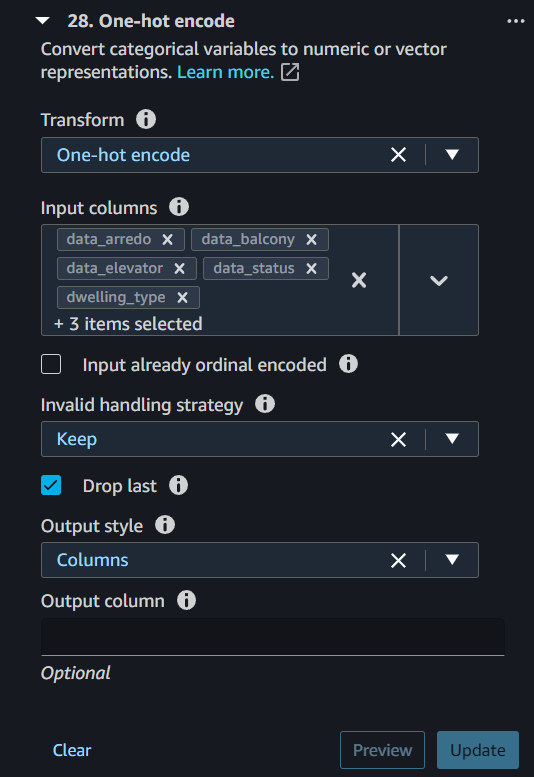 28. One-hot encode
Convert categorical variables to numeric or vector
representations. Learn more.
Transform
One-hot encode
Input columns
data_arredo data_balcony
data_elevator data_status
dwelling_type
+ 3 items selected
Input already ordinal encoded
Invalid handling strategy
Keep
Drop last
Output style
Columns
Output column
Optional
Clear Preview Update